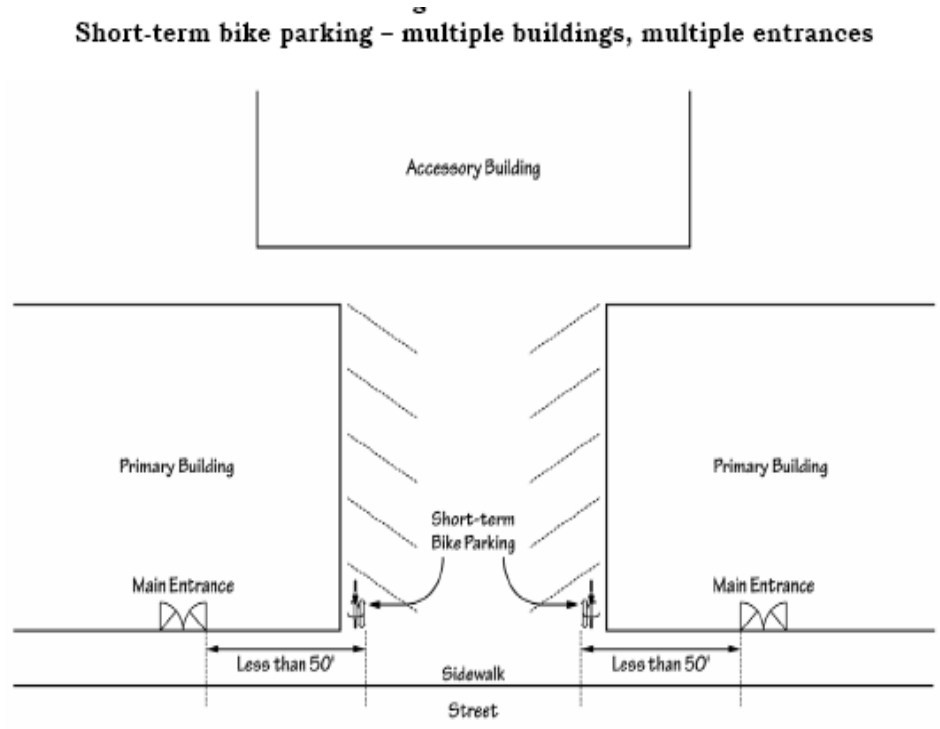 Short-term bike parking – multiple buildings, multiple entrances
Accessory Building
Primary Building
Primary Building
Short-term
Bike Parking
Main Entrance
Main Entrance
Less than 50'
Less than 50'
Sidewalk
Street